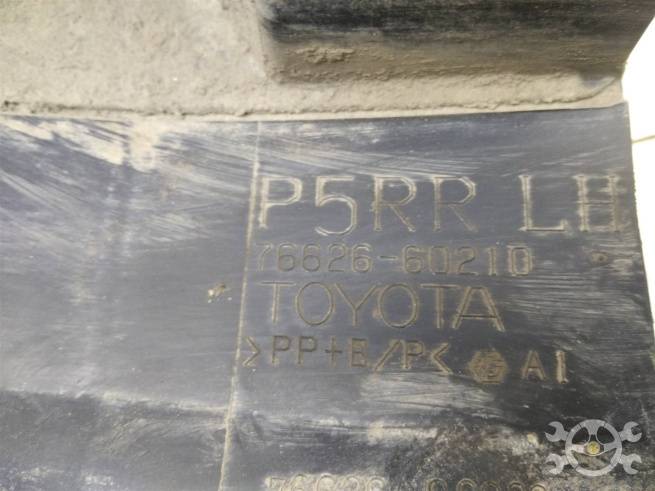 P5RR LH
76626-60210
TOYOTA
>PP+E/P< A1